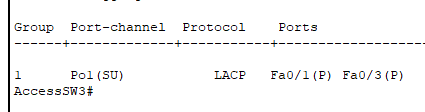 Group  Port-channel  Protocol    Ports
------+-------------+-----------+--------------------
1      Po1(SU)           LACP   Fa0/1(P) Fa0/3(P)
AccessSW3#